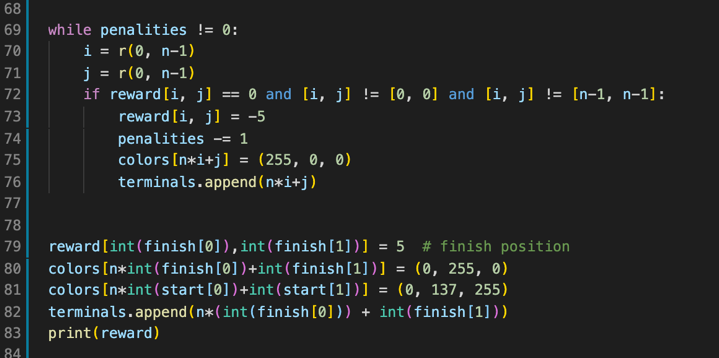 68
69 while penalities != 0:
70     i = r(0, n-1)
71     j = r(0, n-1)
72     if reward[i, j] == 0 and [i, j] != [0, 0] and [i, j] != [n-1, n-1]:
73         reward[i, j] = -5
74         penalities -= 1
75         colors[n*i+j] = (255, 0, 0)
76         terminals.append(n*i+j)
77
78
79 reward[int(finish[0]),int(finish[1])] = 5  # finish position
80 colors[n*int(finish[0])+int(finish[1])] = (0, 255, 0)
81 colors[n*int(start[0])+int(start[1])] = (0, 137, 255)
82 terminals.append(n*(int(finish[0])) + int(finish[1]))
83 print(reward)
84